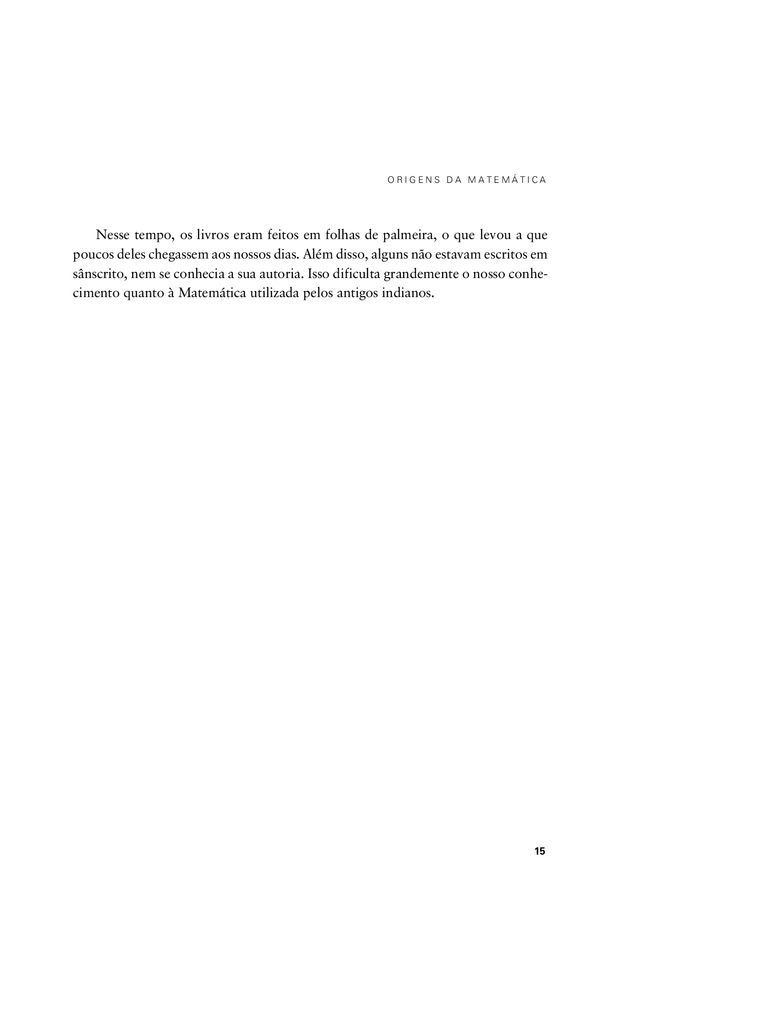 ORIGENS DA MATEMÁTICA
Nesse tempo, os livros eram feitos em folhas de palmeira, o que levou a que
poucos deles chegassem aos nossos dias. Além disso, alguns não estavam escritos em
sânscrito, nem se conhecia a sua autoria. Isso dificulta grandemente o nosso conhe-
cimento quanto à Matemática utilizada pelos antigos indianos.
15